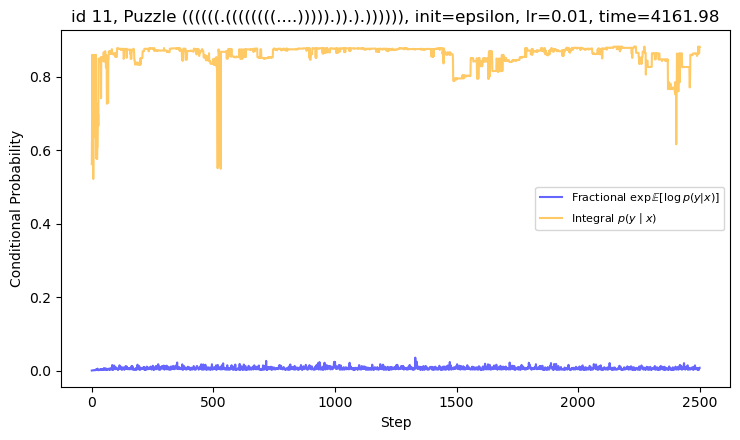 id 11, Puzzle ((((((.((((((((....))))).)).).)))))), init=epsilon, lr=0.01, time=4161.98
Conditional Probability
0.8
0.6
0.4
0.2
0.0
Fractional exp𝔼[log p(y|x)]
Integral p(y | x)
0
500
1000
1500
2000
2500
Step